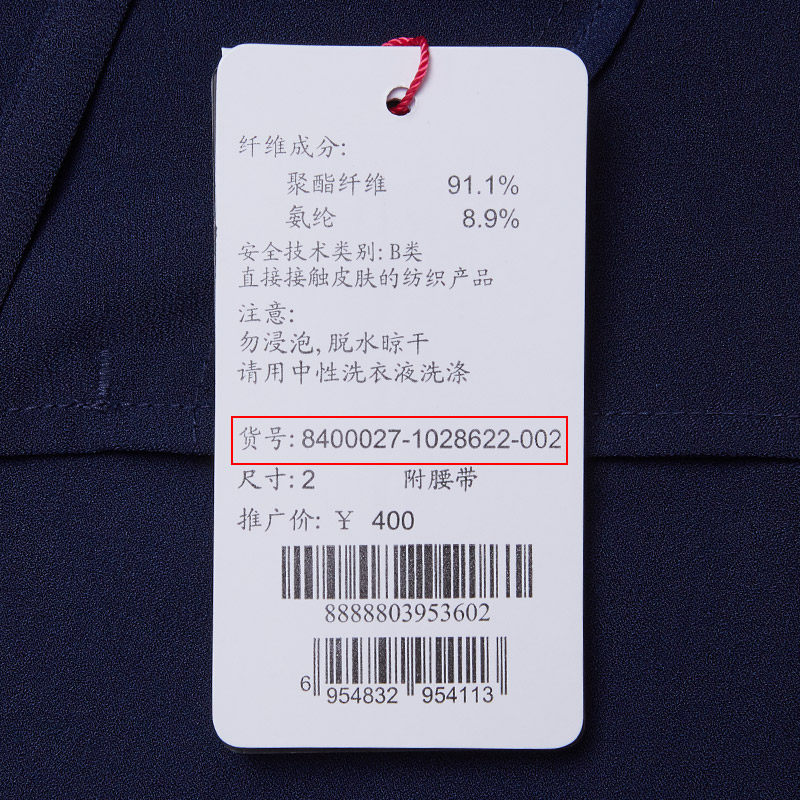 纤维成分:
聚酯纤维 91.1%
氨纶 8.9%
安全技术类别: B类
直接接触皮肤的纺织产品
注意:
勿浸泡, 脱水晾干
请用中性洗衣液洗涤
货号: 8400027-1028622-002
尺寸: 2 附腰带
推广价: ￥ 400
8888803953602
6 954832 954113